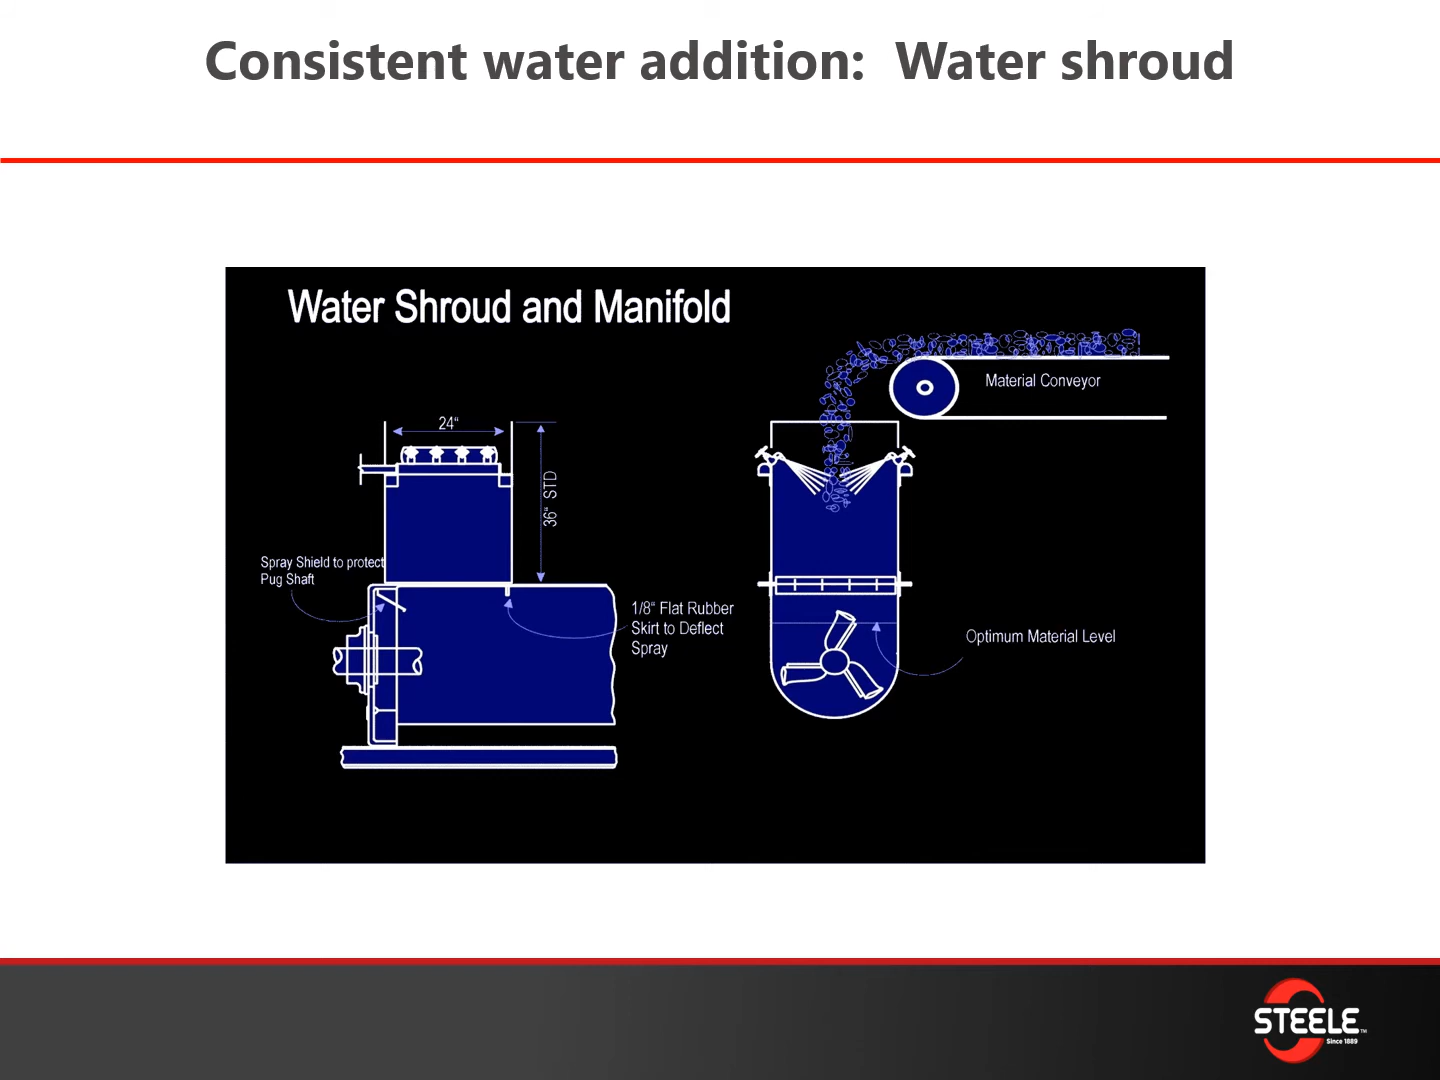 Consistent water addition:  Water shroud
Water Shroud and Manifold
Material Conveyor
24"
36" STD
Spray Shield to protect
Pug Shaft
1/8" Flat Rubber
Skirt to Deflect
Spray
Optimum Material Level
STEELE™
Since 1889